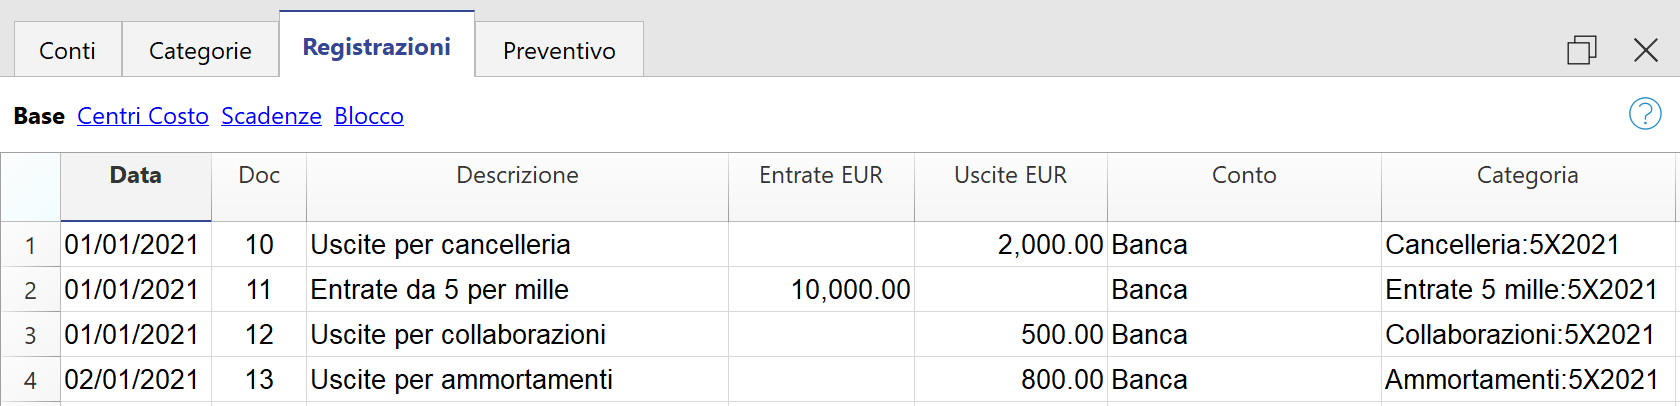 Conti Categorie Registrazioni Preventivo
Base Centri Costo Scadenze Blocco ?
Data Doc Descrizione Entrate EUR Uscite EUR Conto Categoria
1 01/01/2021 10 Uscite per cancelleria 2,000.00 Banca Cancelleria:5X2021
2 01/01/2021 11 Entrate da 5 per mille 10,000.00 Banca Entrate 5 mille:5X2021
3 01/01/2021 12 Uscite per collaborazioni 500.00 Banca Collaborazioni:5X2021
4 02/01/2021 13 Uscite per ammortamenti 800.00 Banca Ammortamenti:5X2021